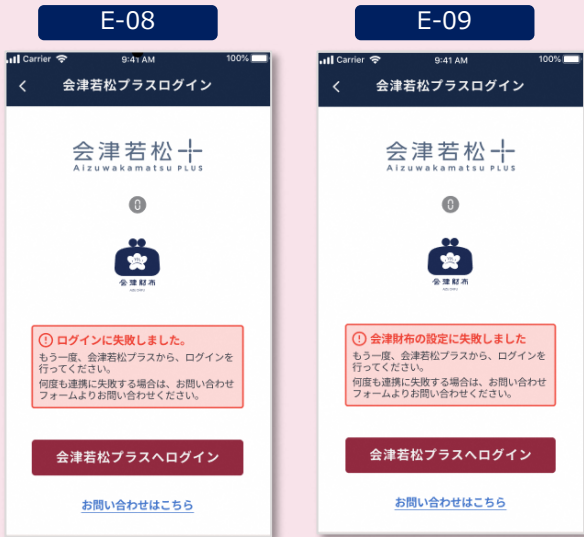 E-08
Carrier 9:41 AM 100%
会津若松プラスログイン
会津若松
Aizuwakamatsu PLUS
会津財布
ログインに失敗しました。
もう一度、会津若松プラスから、ログインを
行ってください。
何度も連携に失敗する場合は、お問い合わせ
フォームよりお問い合わせください。
会津若松プラスへログイン
お問い合わせはこちら
E-09
Carrier 9:41 AM 100%
会津若松プラスログイン
会津若松
Aizuwakamatsu PLUS
会津財布
会津財布の設定に失敗しました
もう一度、会津若松プラスから、ログインを
行ってください。
何度も連携に失敗する場合は、お問い合わせ
フォームよりお問い合わせください。
会津若松プラスへログイン
お問い合わせはこちら